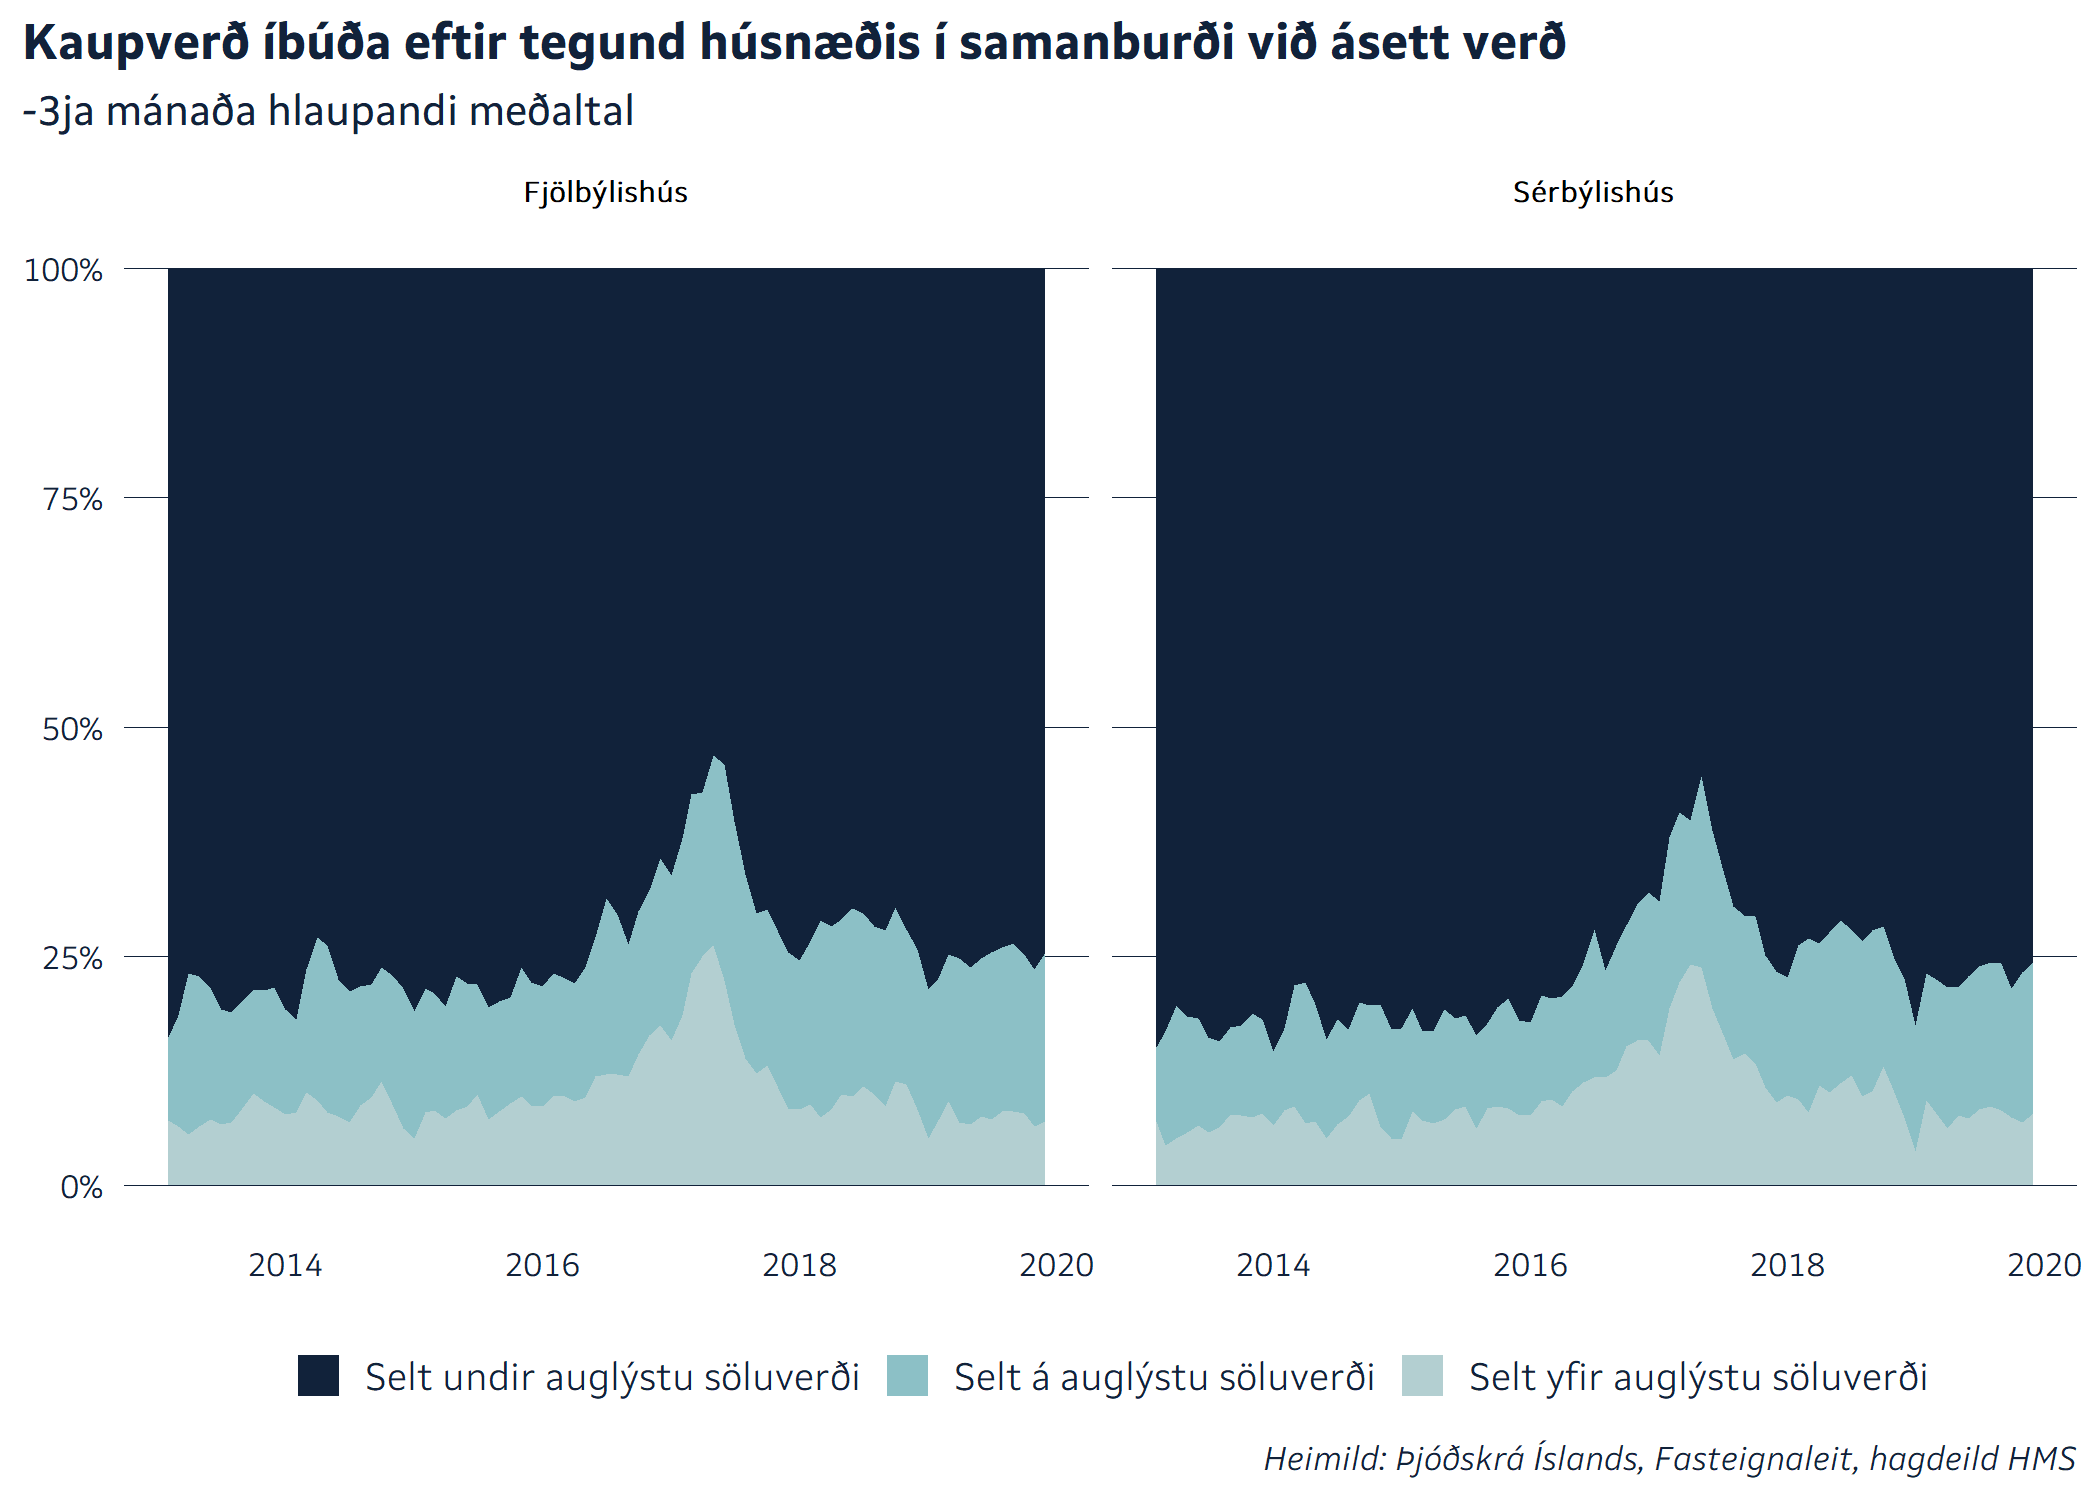 Kaupverð íbúða eftir tegund húsnæðis í samanburði við ásett verð
-3ja mánaða hlaupandi meðaltal
Fjölbýlishús
Sérbýlishús
100%
75%
50%
25%
0%
2014 2016 2018 2020
2014 2016 2018 2020
Selt undir auglýstu söluverði
Selt á auglýstu söluverði
Selt yfir auglýstu söluverði
Heimild: Þjóðskrá Íslands, Fasteignaleit, hagdeild HMS